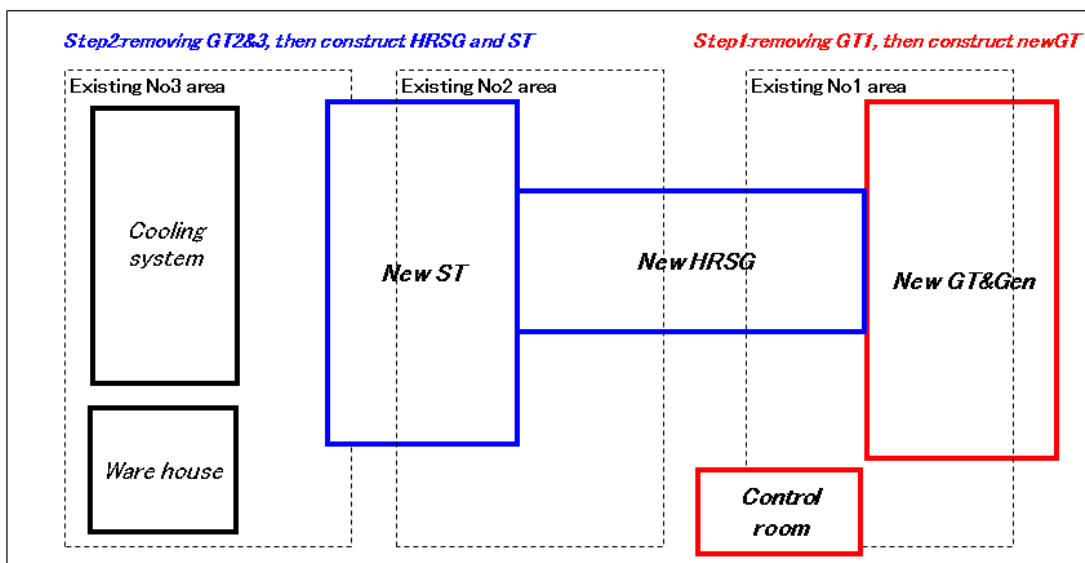 Step2:removing GT2&3, then construct HRSG and ST
Step1:removing GT1, then construct newGT
Existing No3 area
Existing No2 area
Existing No1 area
Cooling
system
New ST
New HRSG
New GT&Gen
Ware house
Control
room